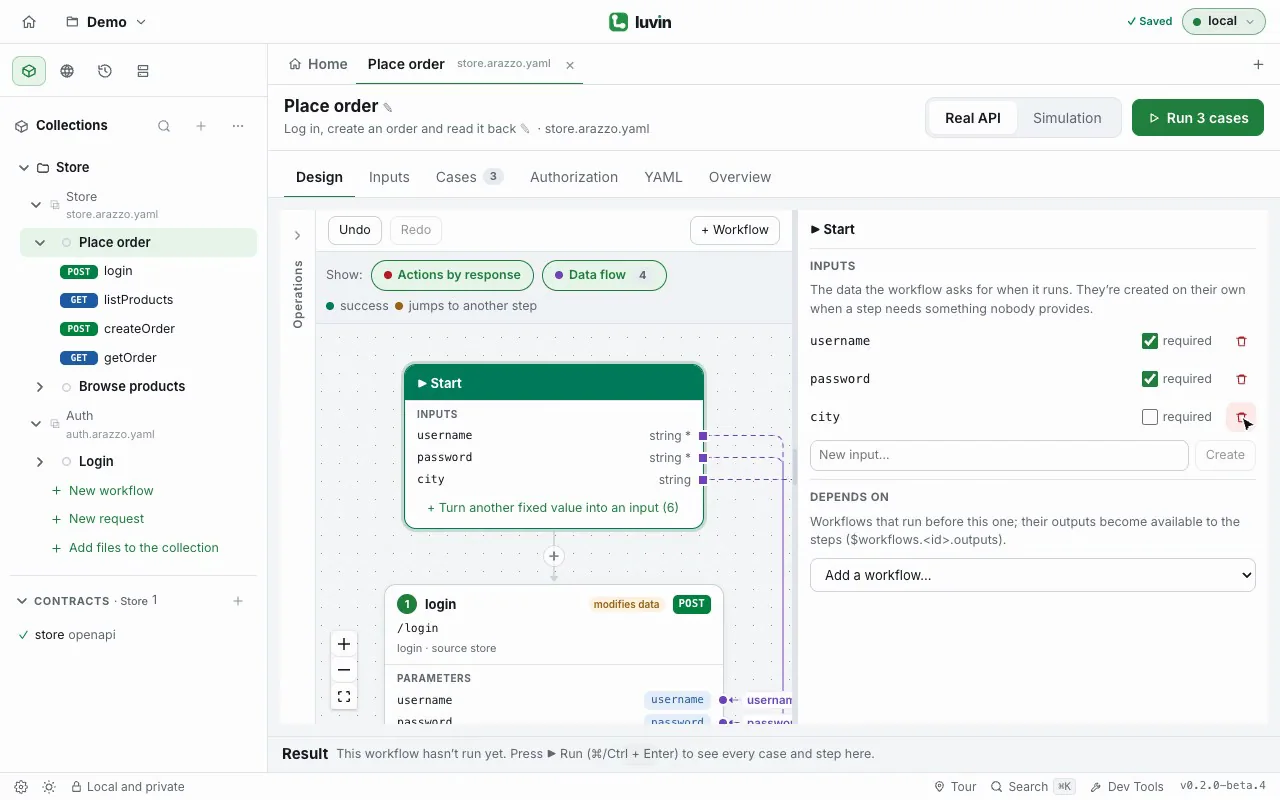 Demo
luvin
Saved
local
Home
Place order store.arazzo.yaml
Place order
Log in, create an order and read it back · store.arazzo.yaml
Real API
Simulation
Run 3 cases
Collections
Store
Store
store.arazzo.yaml
Place order
POST login
GET listProducts
POST createOrder
GET getOrder
Browse products
Auth
auth.arazzo.yaml
Login
+ New workflow
+ New request
+ Add files to the collection
CONTRACTS · Store 1
store openapi
Design
Inputs
Cases 3
Authorization
YAML
Overview
Operations
Undo
Redo
+ Workflow
Show:
Actions by response
Data flow 4
success
jumps to another step
Start
INPUTS
username string *
password string *
city string
+ Turn another fixed value into an input (6)
1 login modifies data POST
/login
login · source store
PARAMETERS
username username usernam
password password passwor
Start
INPUTS
The data the workflow asks for when it runs. They’re created on their own
when a step needs something nobody provides.
username required
password required
city required
New input...
Create
DEPENDS ON
Workflows that run before this one; their outputs become available to the
steps ($workflows.<id>.outputs).
Add a workflow...
Result This workflow hasn’t run yet. Press ▶ Run (⌘/Ctrl + Enter) to see every case and step here.
Local and private
Tour
Search ⌘K
Dev Tools
v0.2.0-beta.4